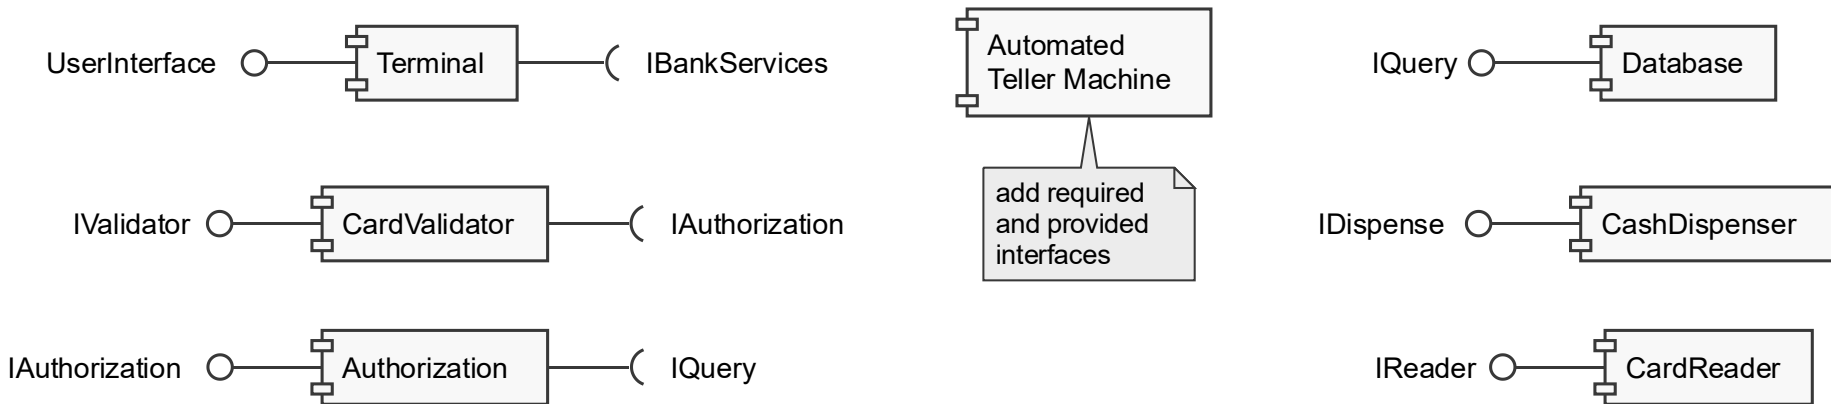 UserInterface
Terminal
IBankServices
Automated
Teller Machine
IQuery
Database
add required
and provided
interfaces
IValidator
CardValidator
IAuthorization
IDispense
CashDispenser
IAuthorization
Authorization
IQuery
IReader
CardReader